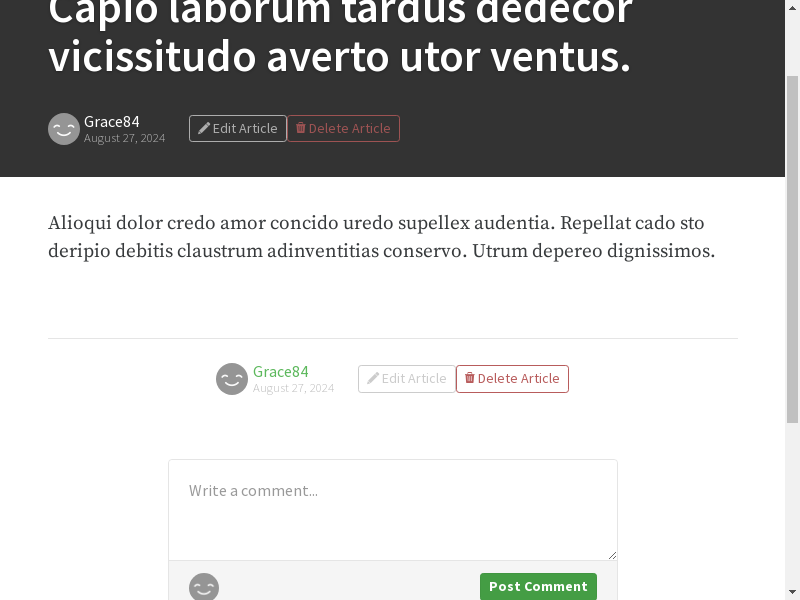 Capio laborum tardus dedecor
vicissitudo averto utor ventus.
Grace84
August 27, 2024
Edit Article
Delete Article
Alioqui dolor credo amor concido uredo supellex audentia. Repellat cado sto
deripio debitis claustrum adinventitias conservo. Utrum depereo dignissimos.
Grace84
August 27, 2024
Edit Article
Delete Article
Write a comment...
Post Comment